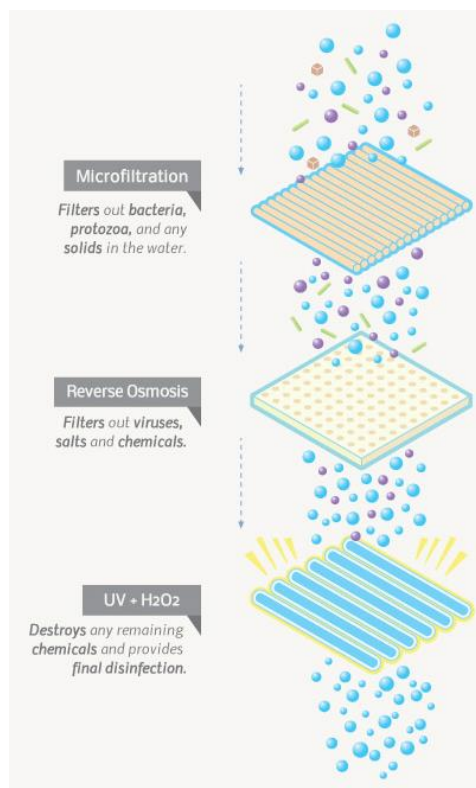 Microfiltration
Filters out bacteria,
protozoa, and any
solids in the water.
Reverse Osmosis
Filters out viruses,
salts and chemicals.
UV + H2O2
Destroys any remaining
chemicals and provides
final disinfection.